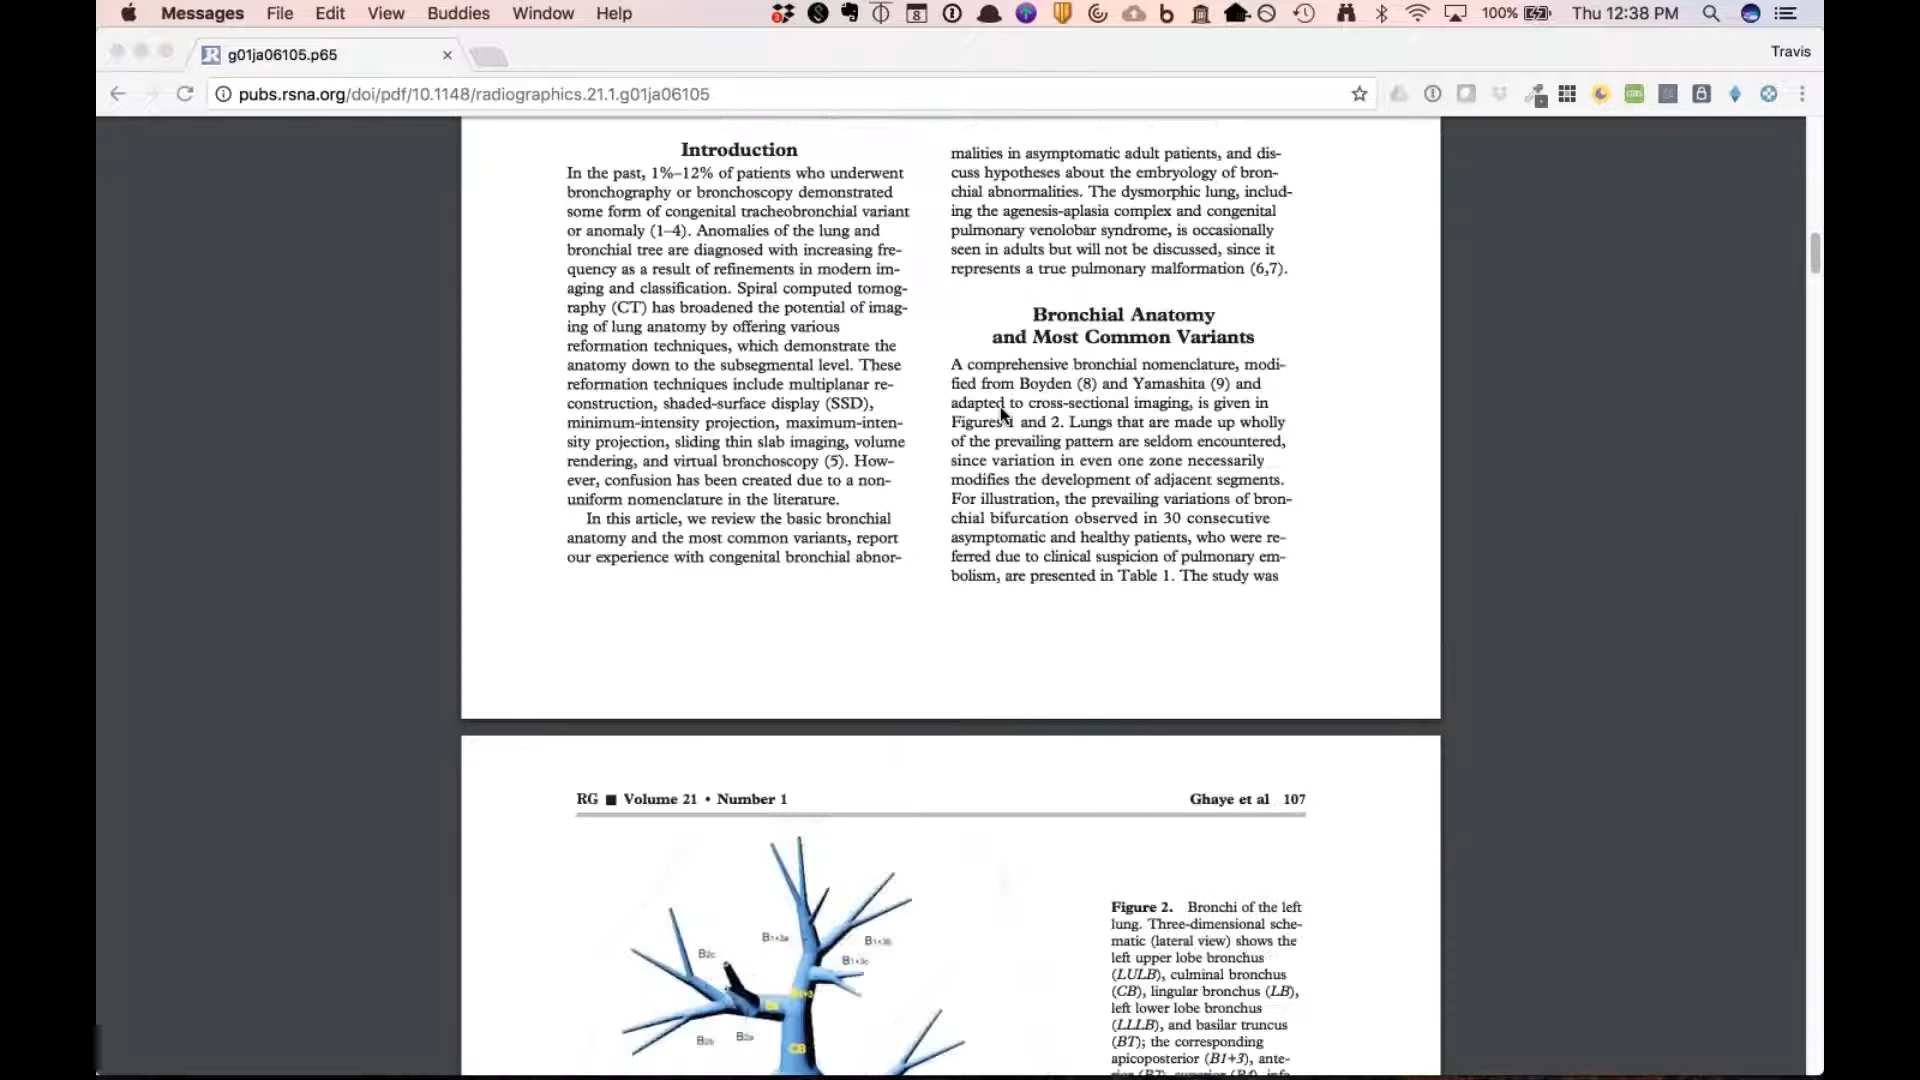 Messages File Edit View Buddies Window Help 100% Thu 12:38 PM
g01ja06105.p65
Travis
pubs.rsna.org/doi/pdf/10.1148/radiographics.21.1.g01ja06105
Introduction
In the past, 1%–12% of patients who underwent
bronchography or bronchoscopy demonstrated
some form of congenital tracheobronchial variant
or anomaly (1–4). Anomalies of the lung and
bronchial tree are diagnosed with increasing fre-
quency as a result of refinements in modern im-
aging and classification. Spiral computed tomog-
raphy (CT) has broadened the potential of imag-
ing of lung anatomy by offering various
reformation techniques, which demonstrate the
anatomy down to the subsegmental level. These
reformation techniques include multiplanar re-
construction, shaded-surface display (SSD),
minimum-intensity projection, maximum-inten-
sity projection, sliding thin slab imaging, volume
rendering, and virtual bronchoscopy (5). How-
ever, confusion has been created due to a non-
uniform nomenclature in the literature.
In this article, we review the basic bronchial
anatomy and the most common variants, report
our experience with congenital bronchial abnor-
malities in asymptomatic adult patients, and dis-
cuss hypotheses about the embryology of bron-
chial abnormalities. The dysmorphic lung, includ-
ing the agenesis-aplasia complex and congenital
pulmonary venolobar syndrome, is occasionally
seen in adults but will not be discussed, since it
represents a true pulmonary malformation (6,7).
Bronchial Anatomy
and Most Common Variants
A comprehensive bronchial nomenclature, modi-
fied from Boyden (8) and Yamashita (9) and
adapted to cross-sectional imaging, is given in
Figures 1 and 2. Lungs that are made up wholly
of the prevailing pattern are seldom encountered,
since variation in even one zone necessarily
modifies the development of adjacent segments.
For illustration, the prevailing variations of bron-
chial bifurcation observed in 30 consecutive
asymptomatic and healthy patients, who were re-
ferred due to clinical suspicion of pulmonary em-
bolism, are presented in Table 1. The study was
RG ■ Volume 21 • Number 1
Ghaye et al 107
B1+3a
B1+3b
B2c
B1+3c
B1+3
B2b
B2a
CB
Figure 2. Bronchi of the left
lung. Three-dimensional sche-
matic (lateral view) shows the
left upper lobe bronchus
(LULB), culminal bronchus
(CB), lingular bronchus (LB),
left lower lobe bronchus
(LLLB), and basilar truncus
(BT); the corresponding
apicoposterior (B1+3), ante-